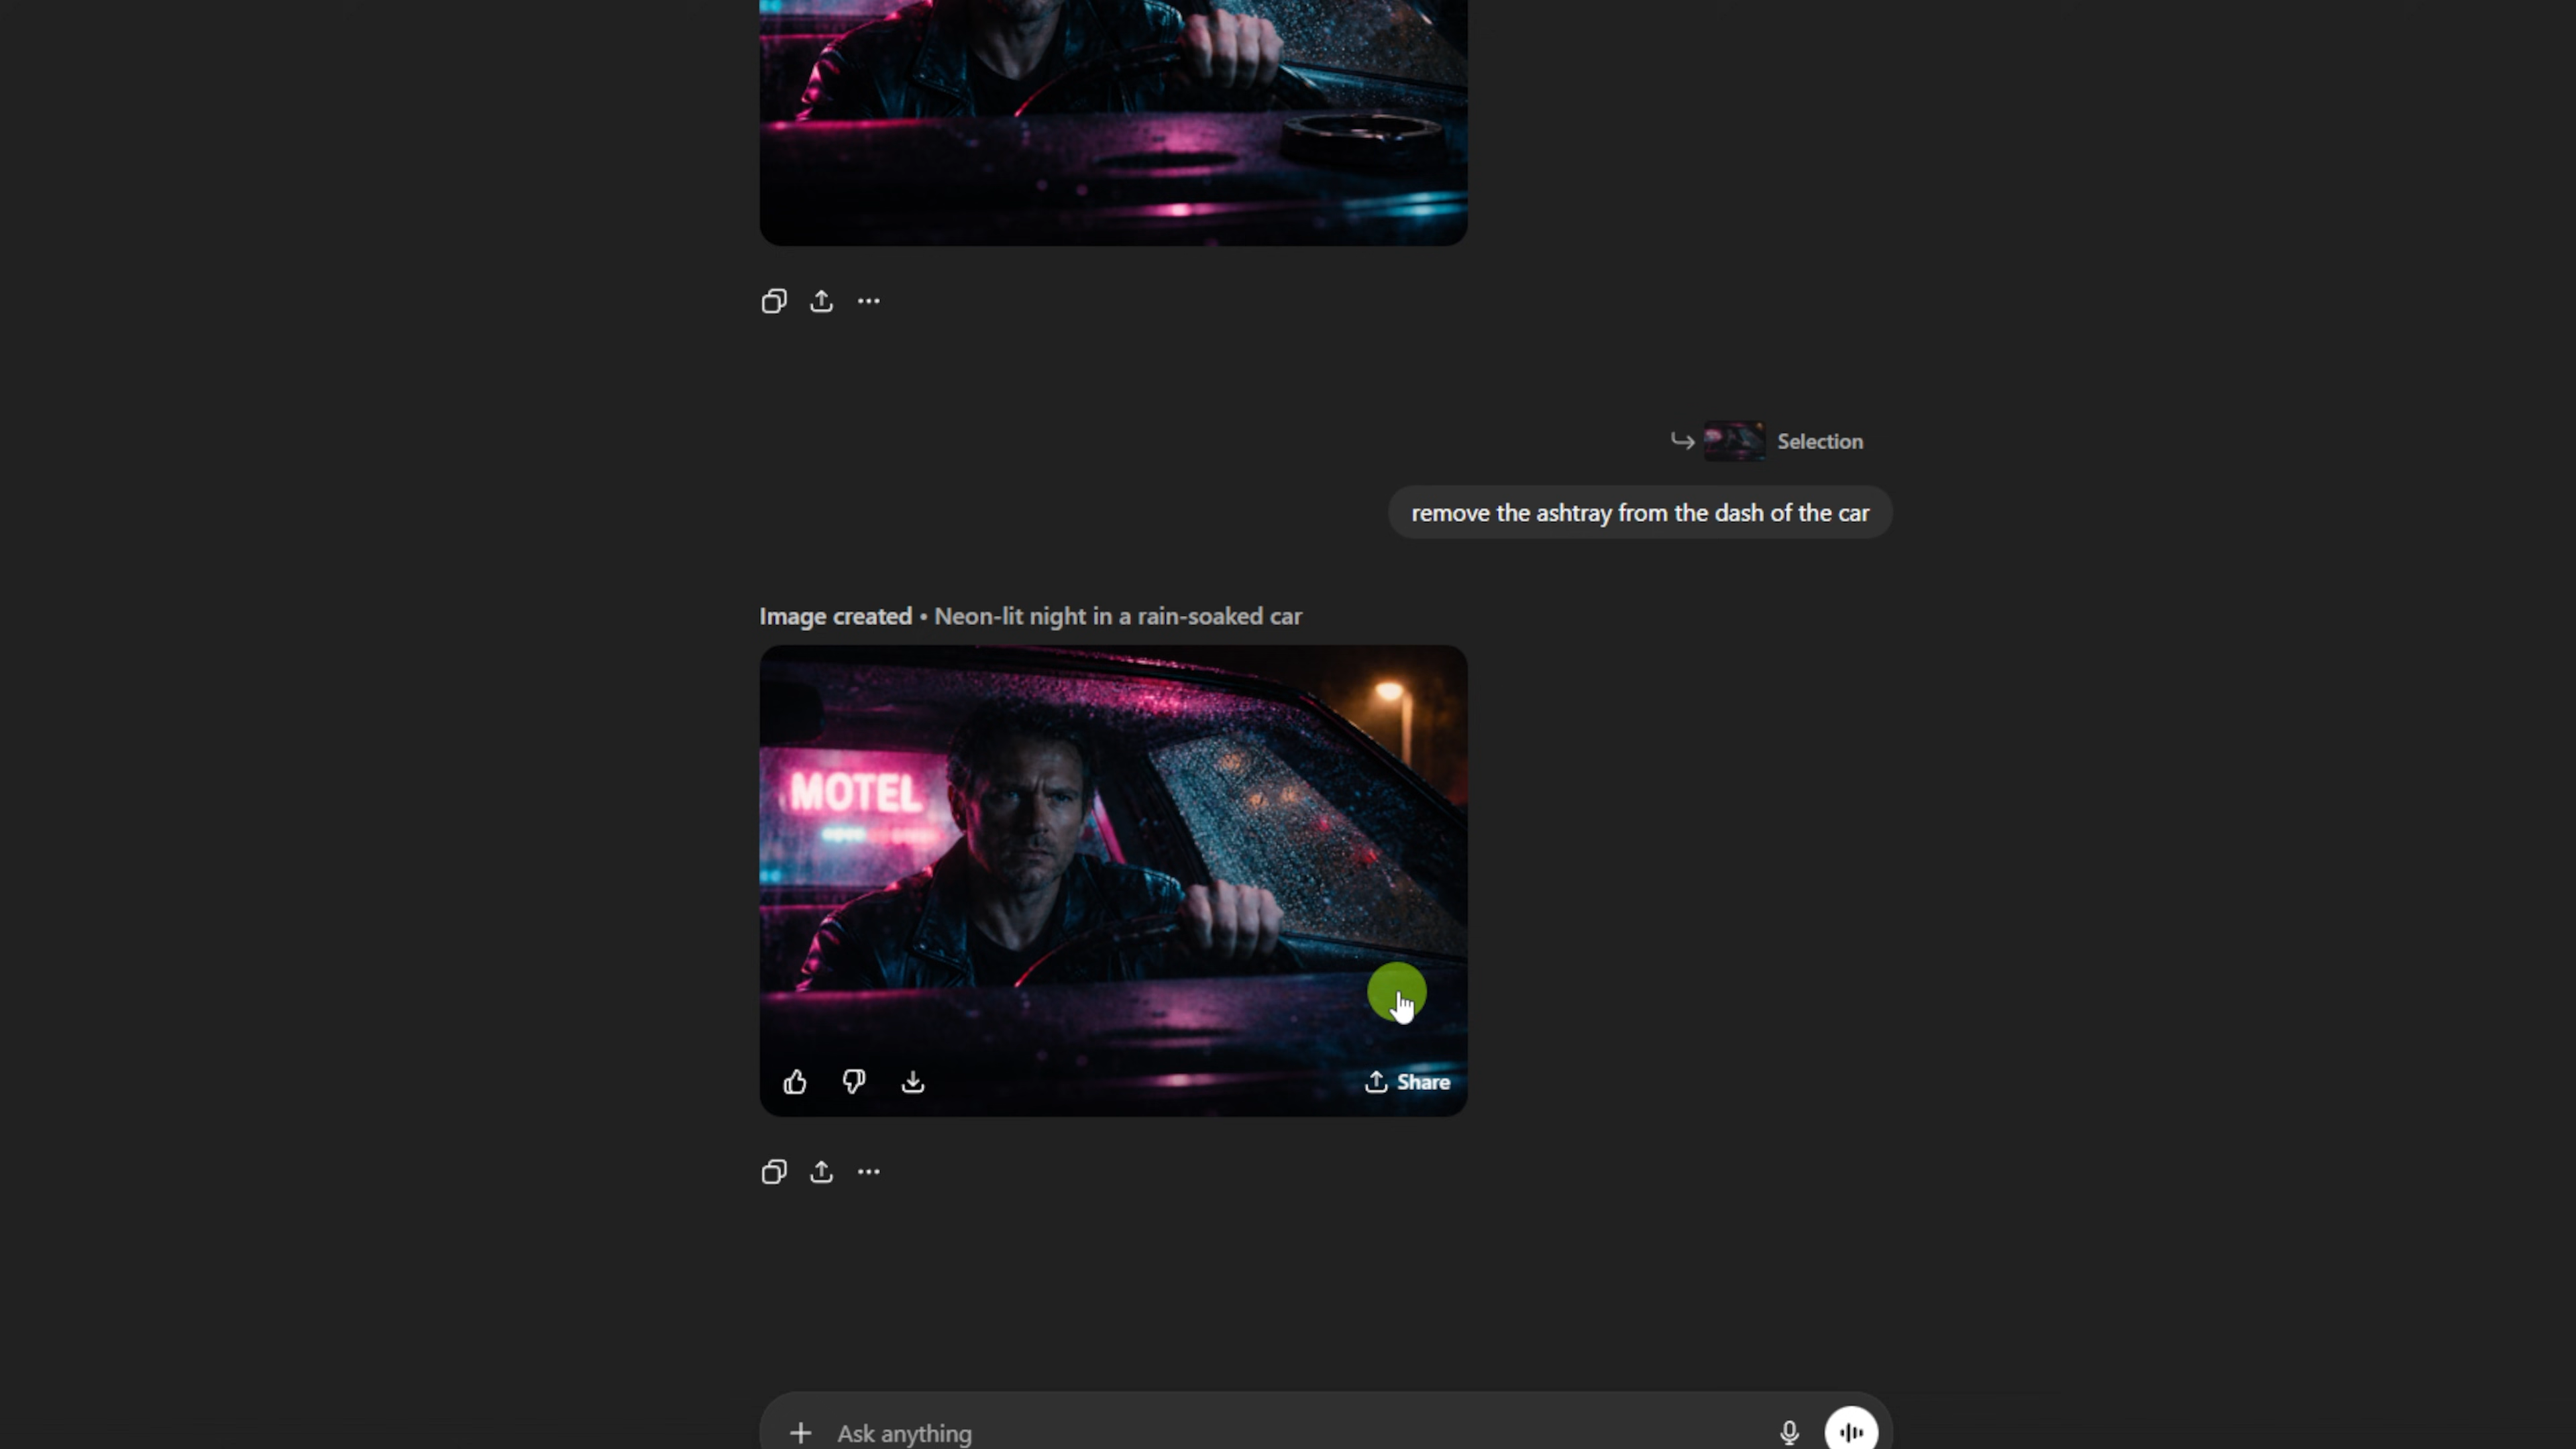 Selection
remove the ashtray from the dash of the car
Image created • Neon-lit night in a rain-soaked car
MOTEL
Share
Ask anything